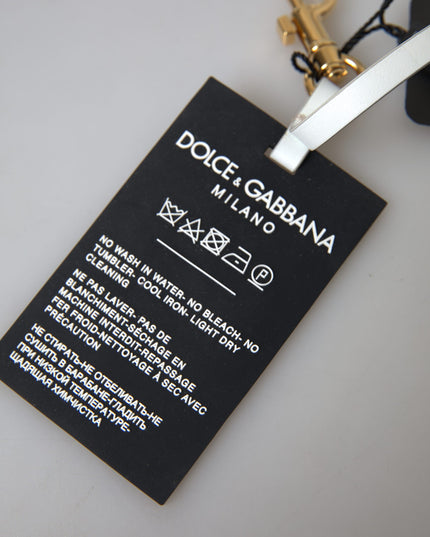 DOLCE & GABBANA
MILANO
NO WASH IN WATER- NO BLEACH- NO
TUMBLER- COOL IRON- LIGHT DRY
CLEANING
NE PAS LAVER- PAS DE
BLANCHIMENT-SÉCHAGE EN
MACHINE INTERDIT-REPASSAGE
FER FROID-NETTOYAGE À SEC AVEC
PRÉCAUTION
НЕ СТИРАТЬ-НЕ ОТБЕЛИВАТЬ-НЕ
СУШИТЬ В БАРАБАНЕ-ГЛАДИТЬ
ПРИ НИЗКОЙ ТЕМПЕРАТУРЕ-
ЩАДЯЩАЯ ХИМЧИСТКА